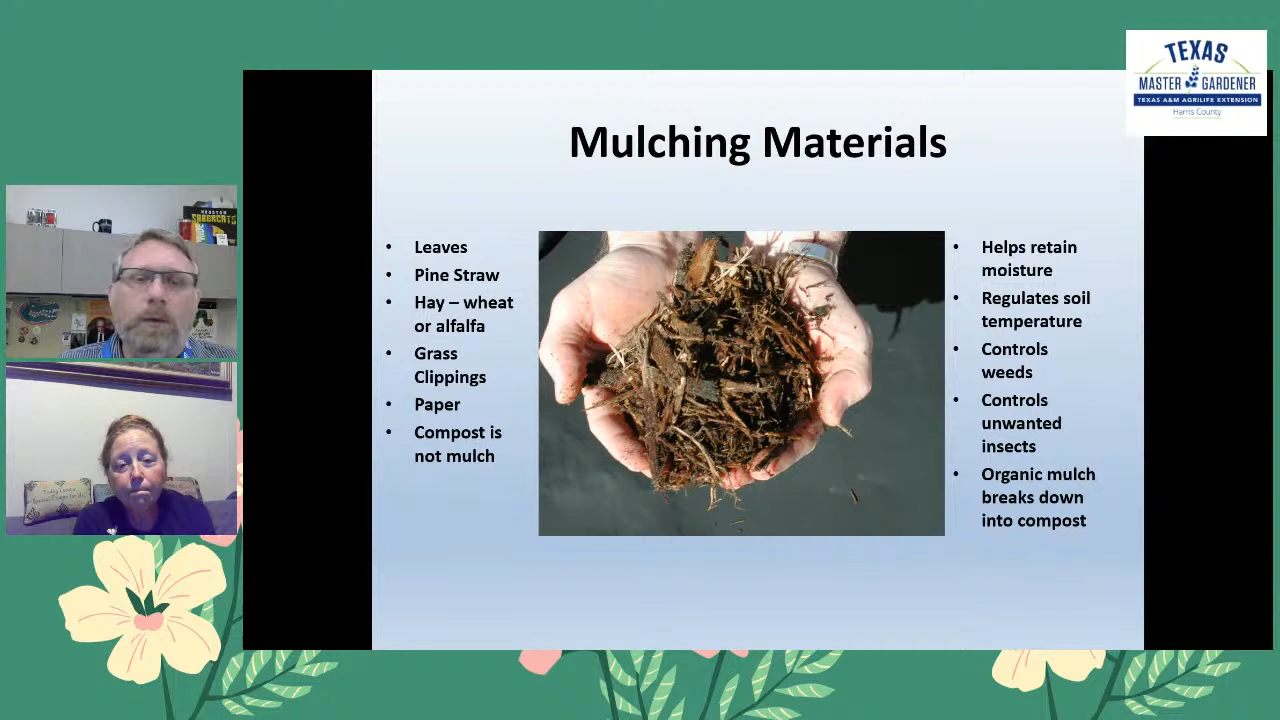 TEXAS
MASTER GARDENER
TEXAS A&M AGRILIFE EXTENSION
Harris County
Mulching Materials
• Leaves
• Pine Straw
• Hay – wheat
or alfalfa
• Grass
Clippings
• Paper
• Compost is
not mulch
• Helps retain
moisture
• Regulates soil
temperature
• Controls
weeds
• Controls
unwanted
insects
• Organic mulch
breaks down
into compost
HOUSTON
SABERCATS